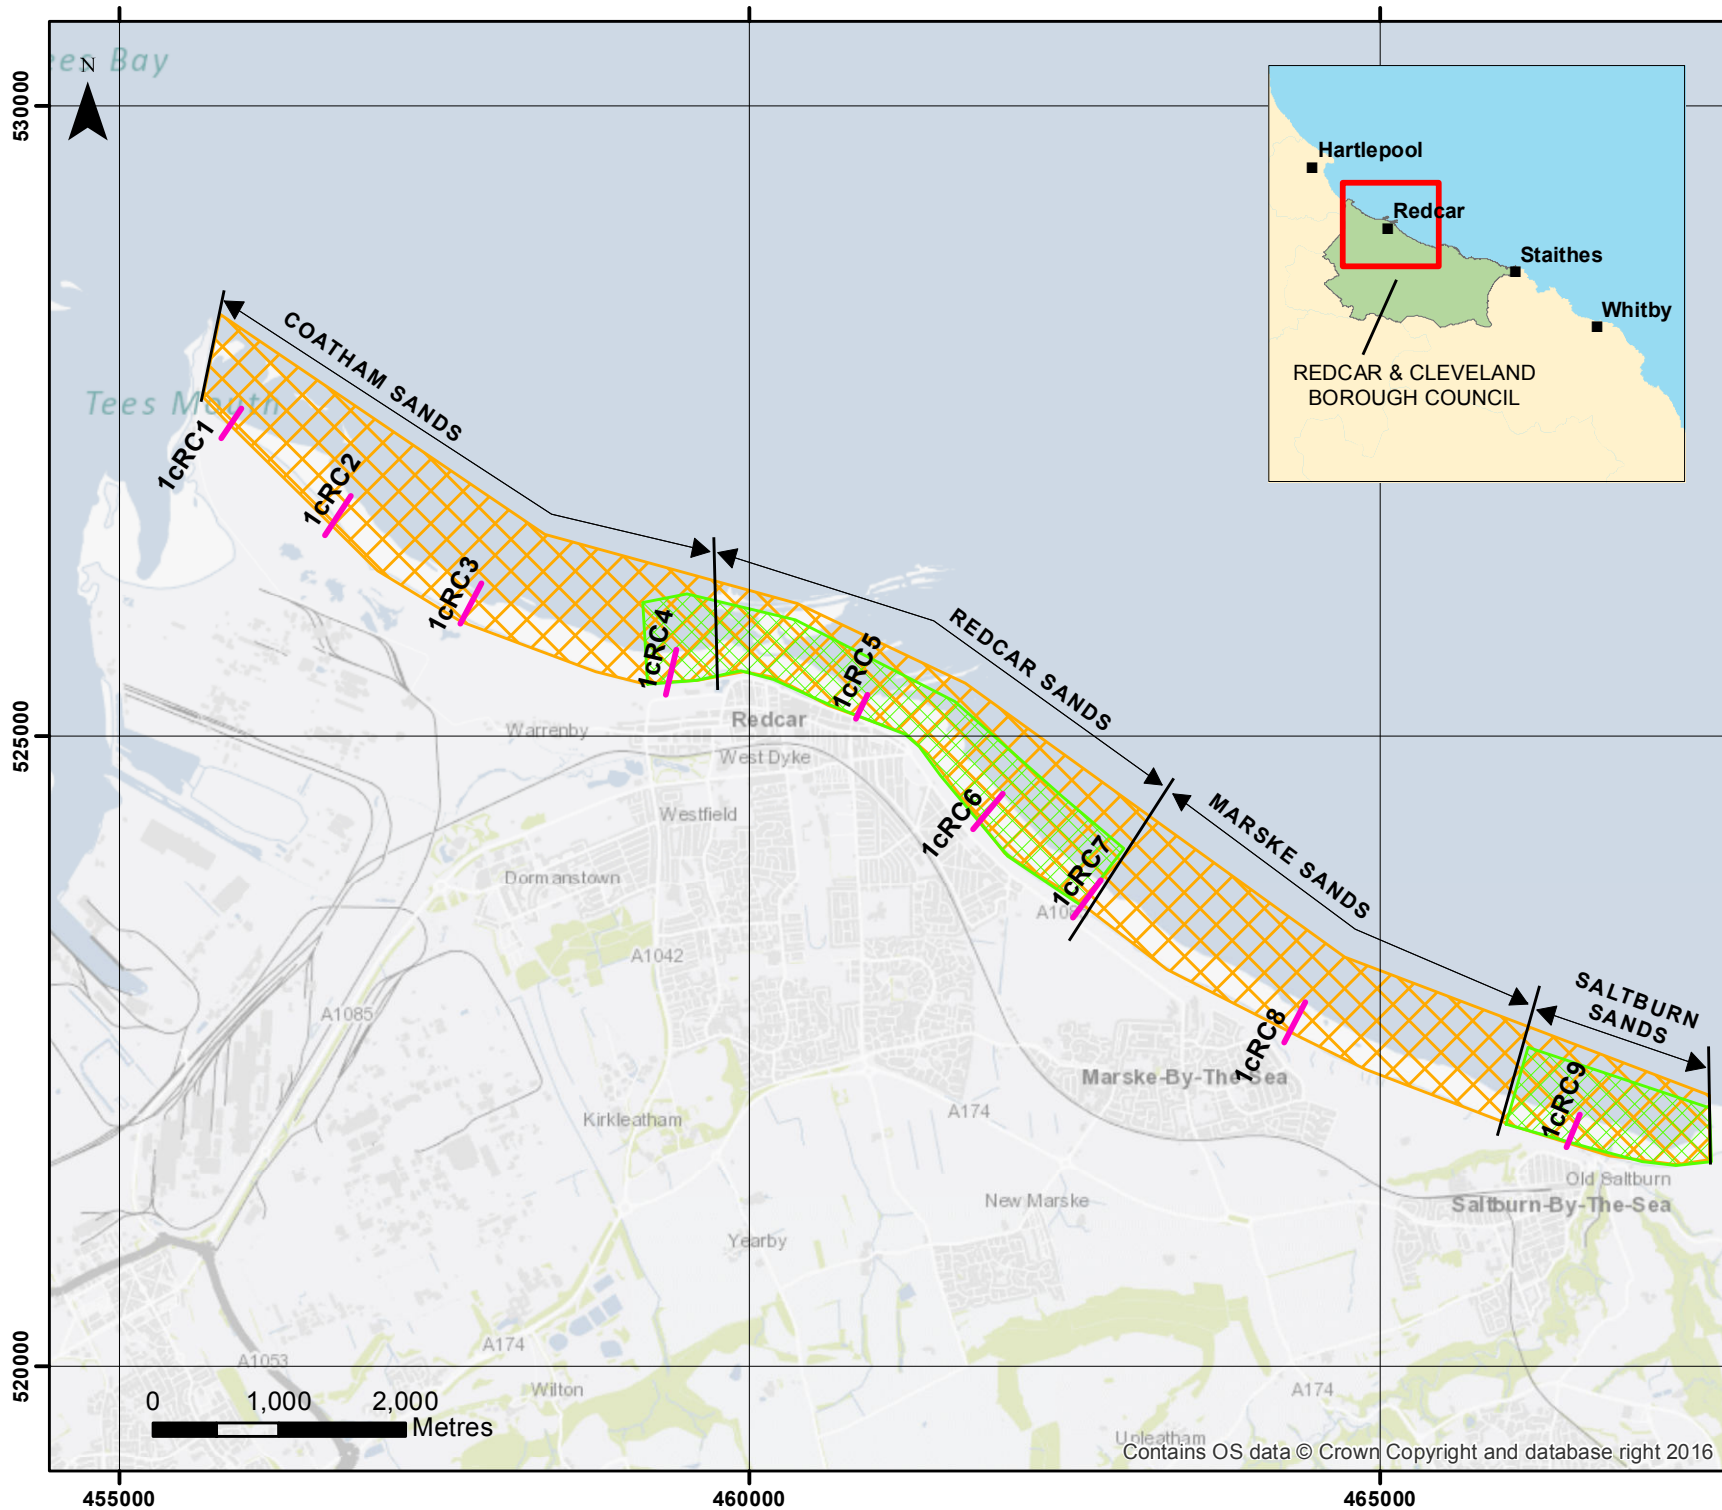 ees Bay
N
530000
Hartlepool
Redcar
Staithes
Whitby
REDCAR & CLEVELAND
BOROUGH COUNCIL
COATHAM SANDS
Tees Mouth
1cRC1
1cRC2
1cRC3
1cRC4
1cRC5
REDCAR SANDS
525000
Warrenby
Redcar
West Dyke
Westfield
1cRC6
MARSKE SANDS
1cRC7
Dormanstown
A1042
A1085
1cRC8
SALTBURN
SANDS
1cRC9
Marske-By-The-Sea
Kirkleatham
A174
New Marske
Old Saltburn
Saltburn-By-The-Sea
Yearby
A174
A1053
Wilton
A174
Upleatham
520000
0 1,000 2,000
Metres
Contains OS data © Crown Copyright and database right 2016
455000 460000 465000